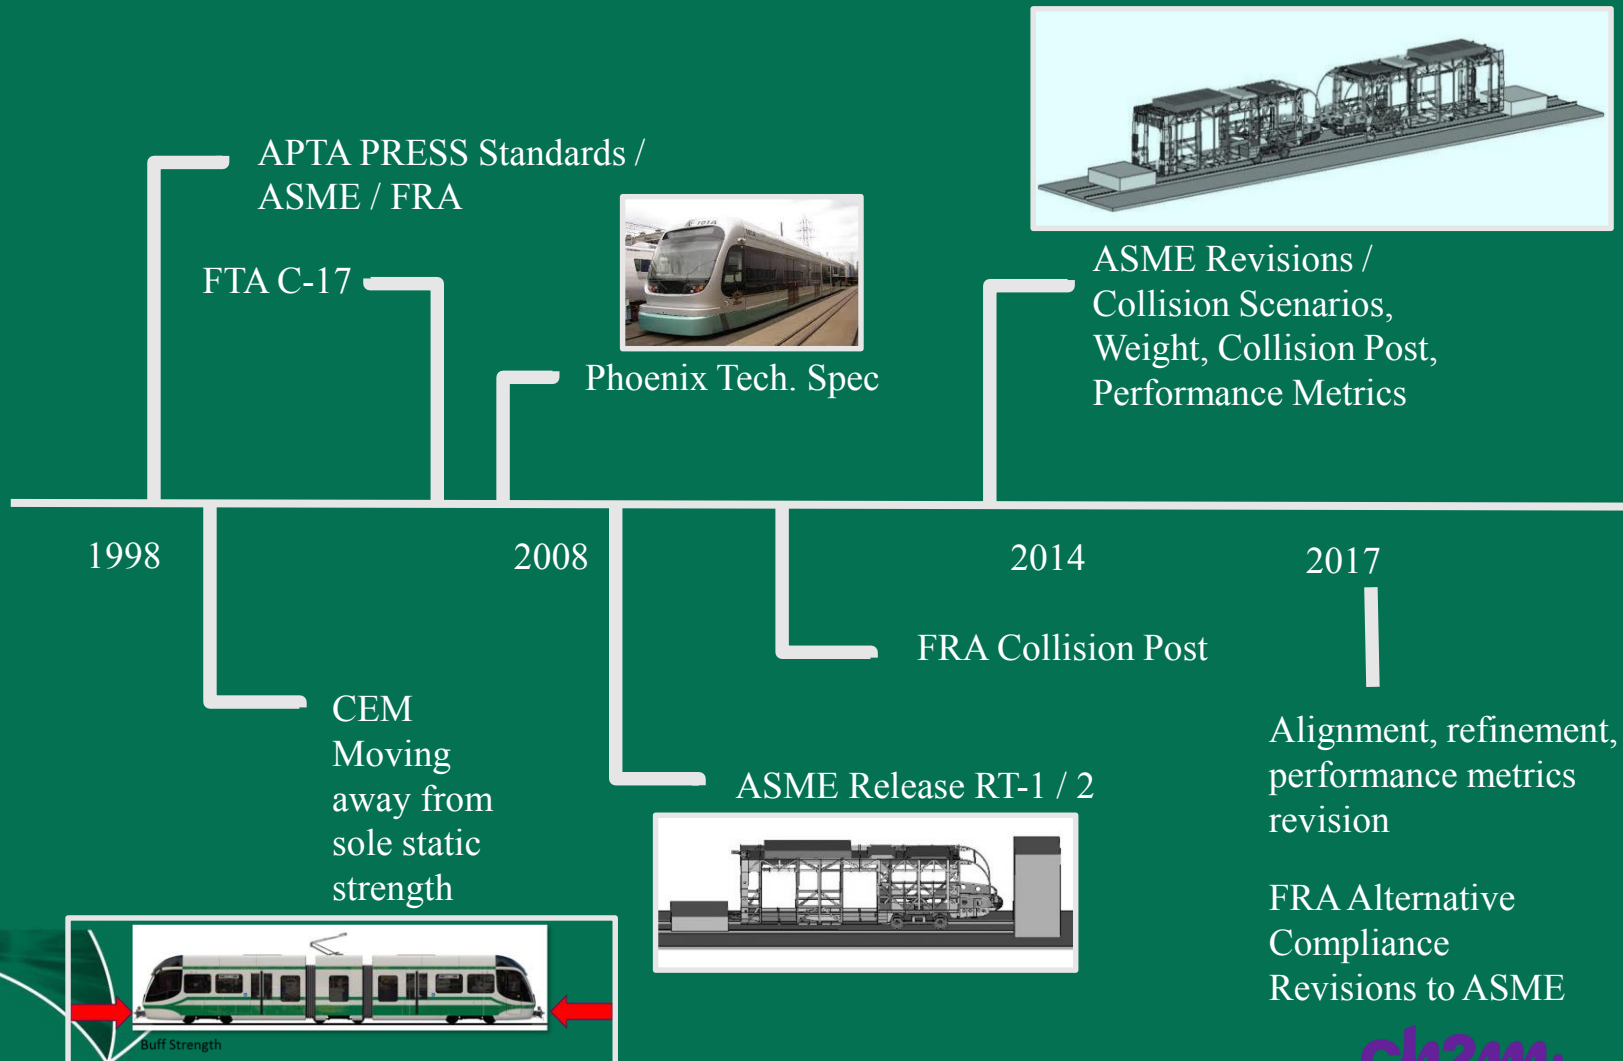 APTA PRESS Standards /
ASME / FRA
FTA C-17
Phoenix Tech. Spec
ASME Revisions /
Collision Scenarios,
Weight, Collision Post,
Performance Metrics
1998
2008
2014
2017
FRA Collision Post
CEM
Moving
away from
sole static
strength
ASME Release RT-1 / 2
Alignment, refinement,
performance metrics
revision
FRA Alternative
Compliance
Revisions to ASME
Buff Strength
ch2m